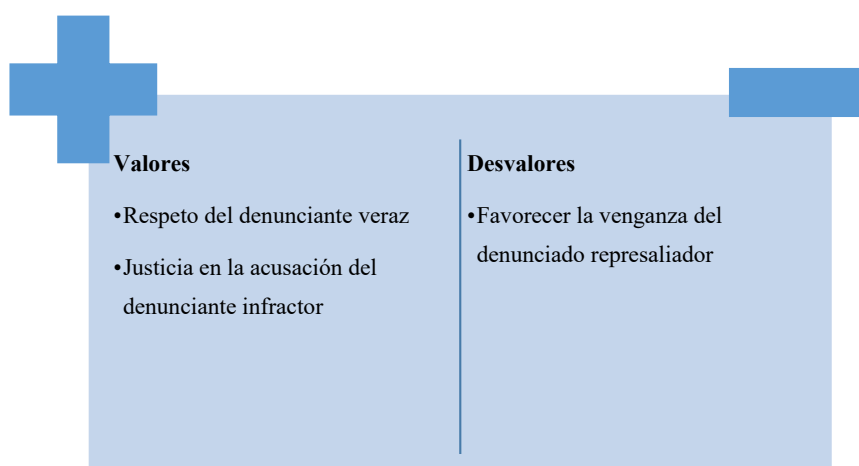 Valores
•Respeto del denunciante veraz
•Justicia en la acusación del
denunciante infractor
Desvalores
•Favorecer la venganza del
denunciado represaliador